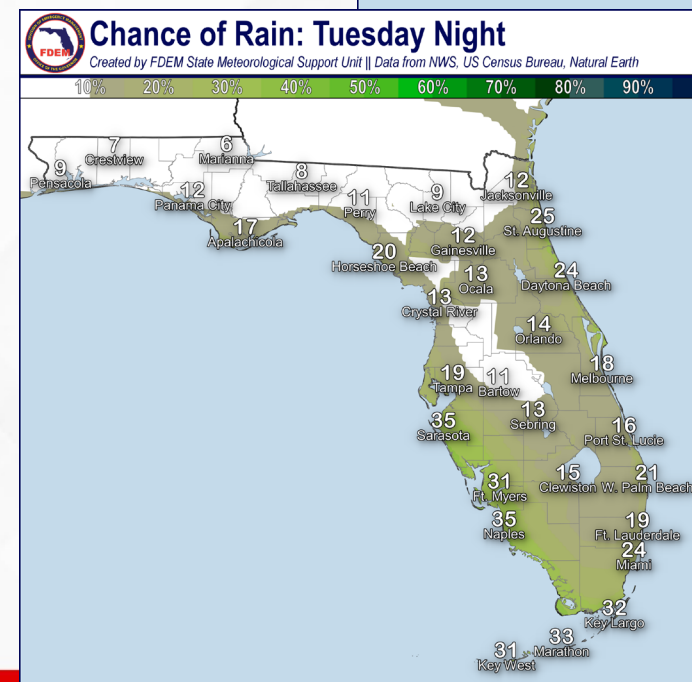 FDEM
Chance of Rain: Tuesday Night
Created by FDEM State Meteorological Support Unit || Data from NWS, US Census Bureau, Natural Earth
10% 20% 30% 40% 50% 60% 70% 80% 90%
7
Crestview
6
Marianna
9
Pensacola
8
Tallahassee
12
Panama City
11
Perry
9
Lake City
12
Jacksonville
17
Apalachicola
25
St. Augustine
12
Gainesville
20
Horseshoe Beach
13
Ocala
24
Daytona Beach
13
Crystal River
14
Orlando
19
Tampa
11
Bartow
18
Melbourne
35
Sarasota
13
Sebring
16
Port St. Lucie
31
Ft. Myers
15
Clewiston
21
W. Palm Beach
35
Naples
19
Ft. Lauderdale
24
Miami
32
Key Largo
33
Marathon
31
Key West